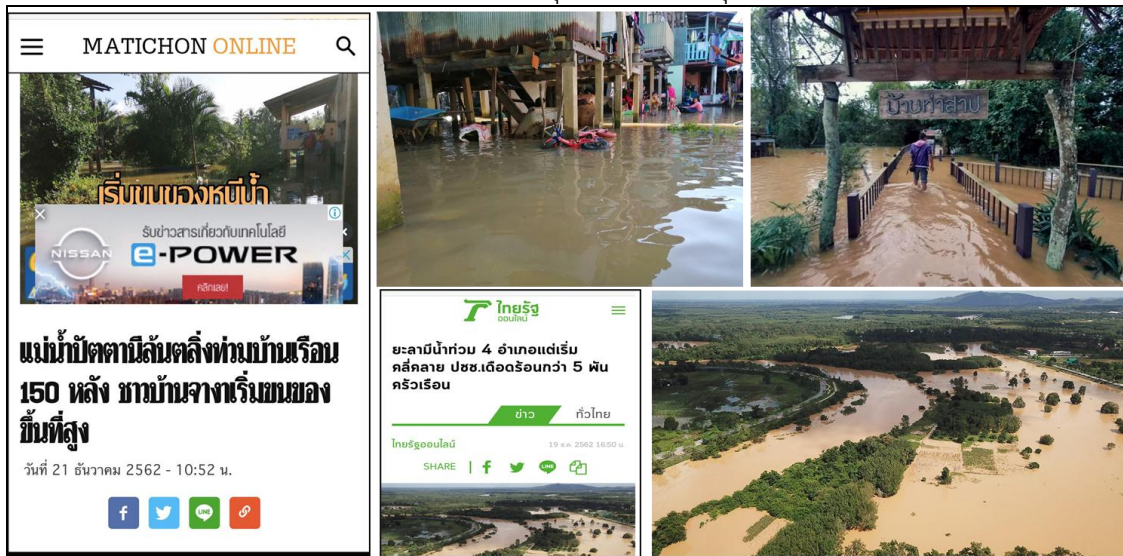 MATICHON ONLINE
เริ่มขนของหนีน้ำ
รับข่าวสารเกี่ยวกับเทคโนโลยี
NISSAN
e-POWER
คลิกเลย!
แม่น้ำปัตตานีล้นตลิ่งท่วมบ้านเรือน
150 หลัง ชาวบ้านจางาเริ่มขนของ
ขึ้นที่สูง
วันที่ 21 ธันวาคม 2562 - 10:52 น.
f
LINE
บ้านท่าสาป
ไทยรัฐ
ออนไลน์
ยะลามีน้ำท่วม 4 อำเภอแต่เริ่ม
คลี่คลาย ปชช.เดือดร้อนกว่า 5 พัน
ครัวเรือน
ข่าว
ทั่วไทย
ไทยรัฐออนไลน์
19 ธ.ค. 2562 16:50 น.
SHARE | f
LINE